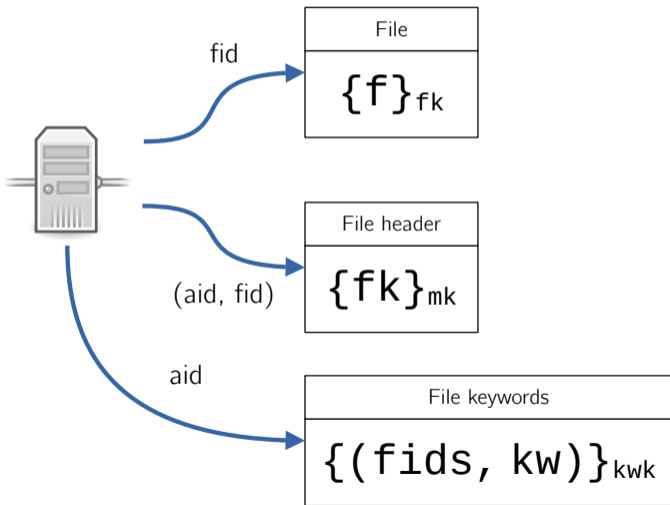 File
fid
{f}fk
File header
{fk}mk
(aid, fid)
aid
File keywords
{(fids, kw)}kwk